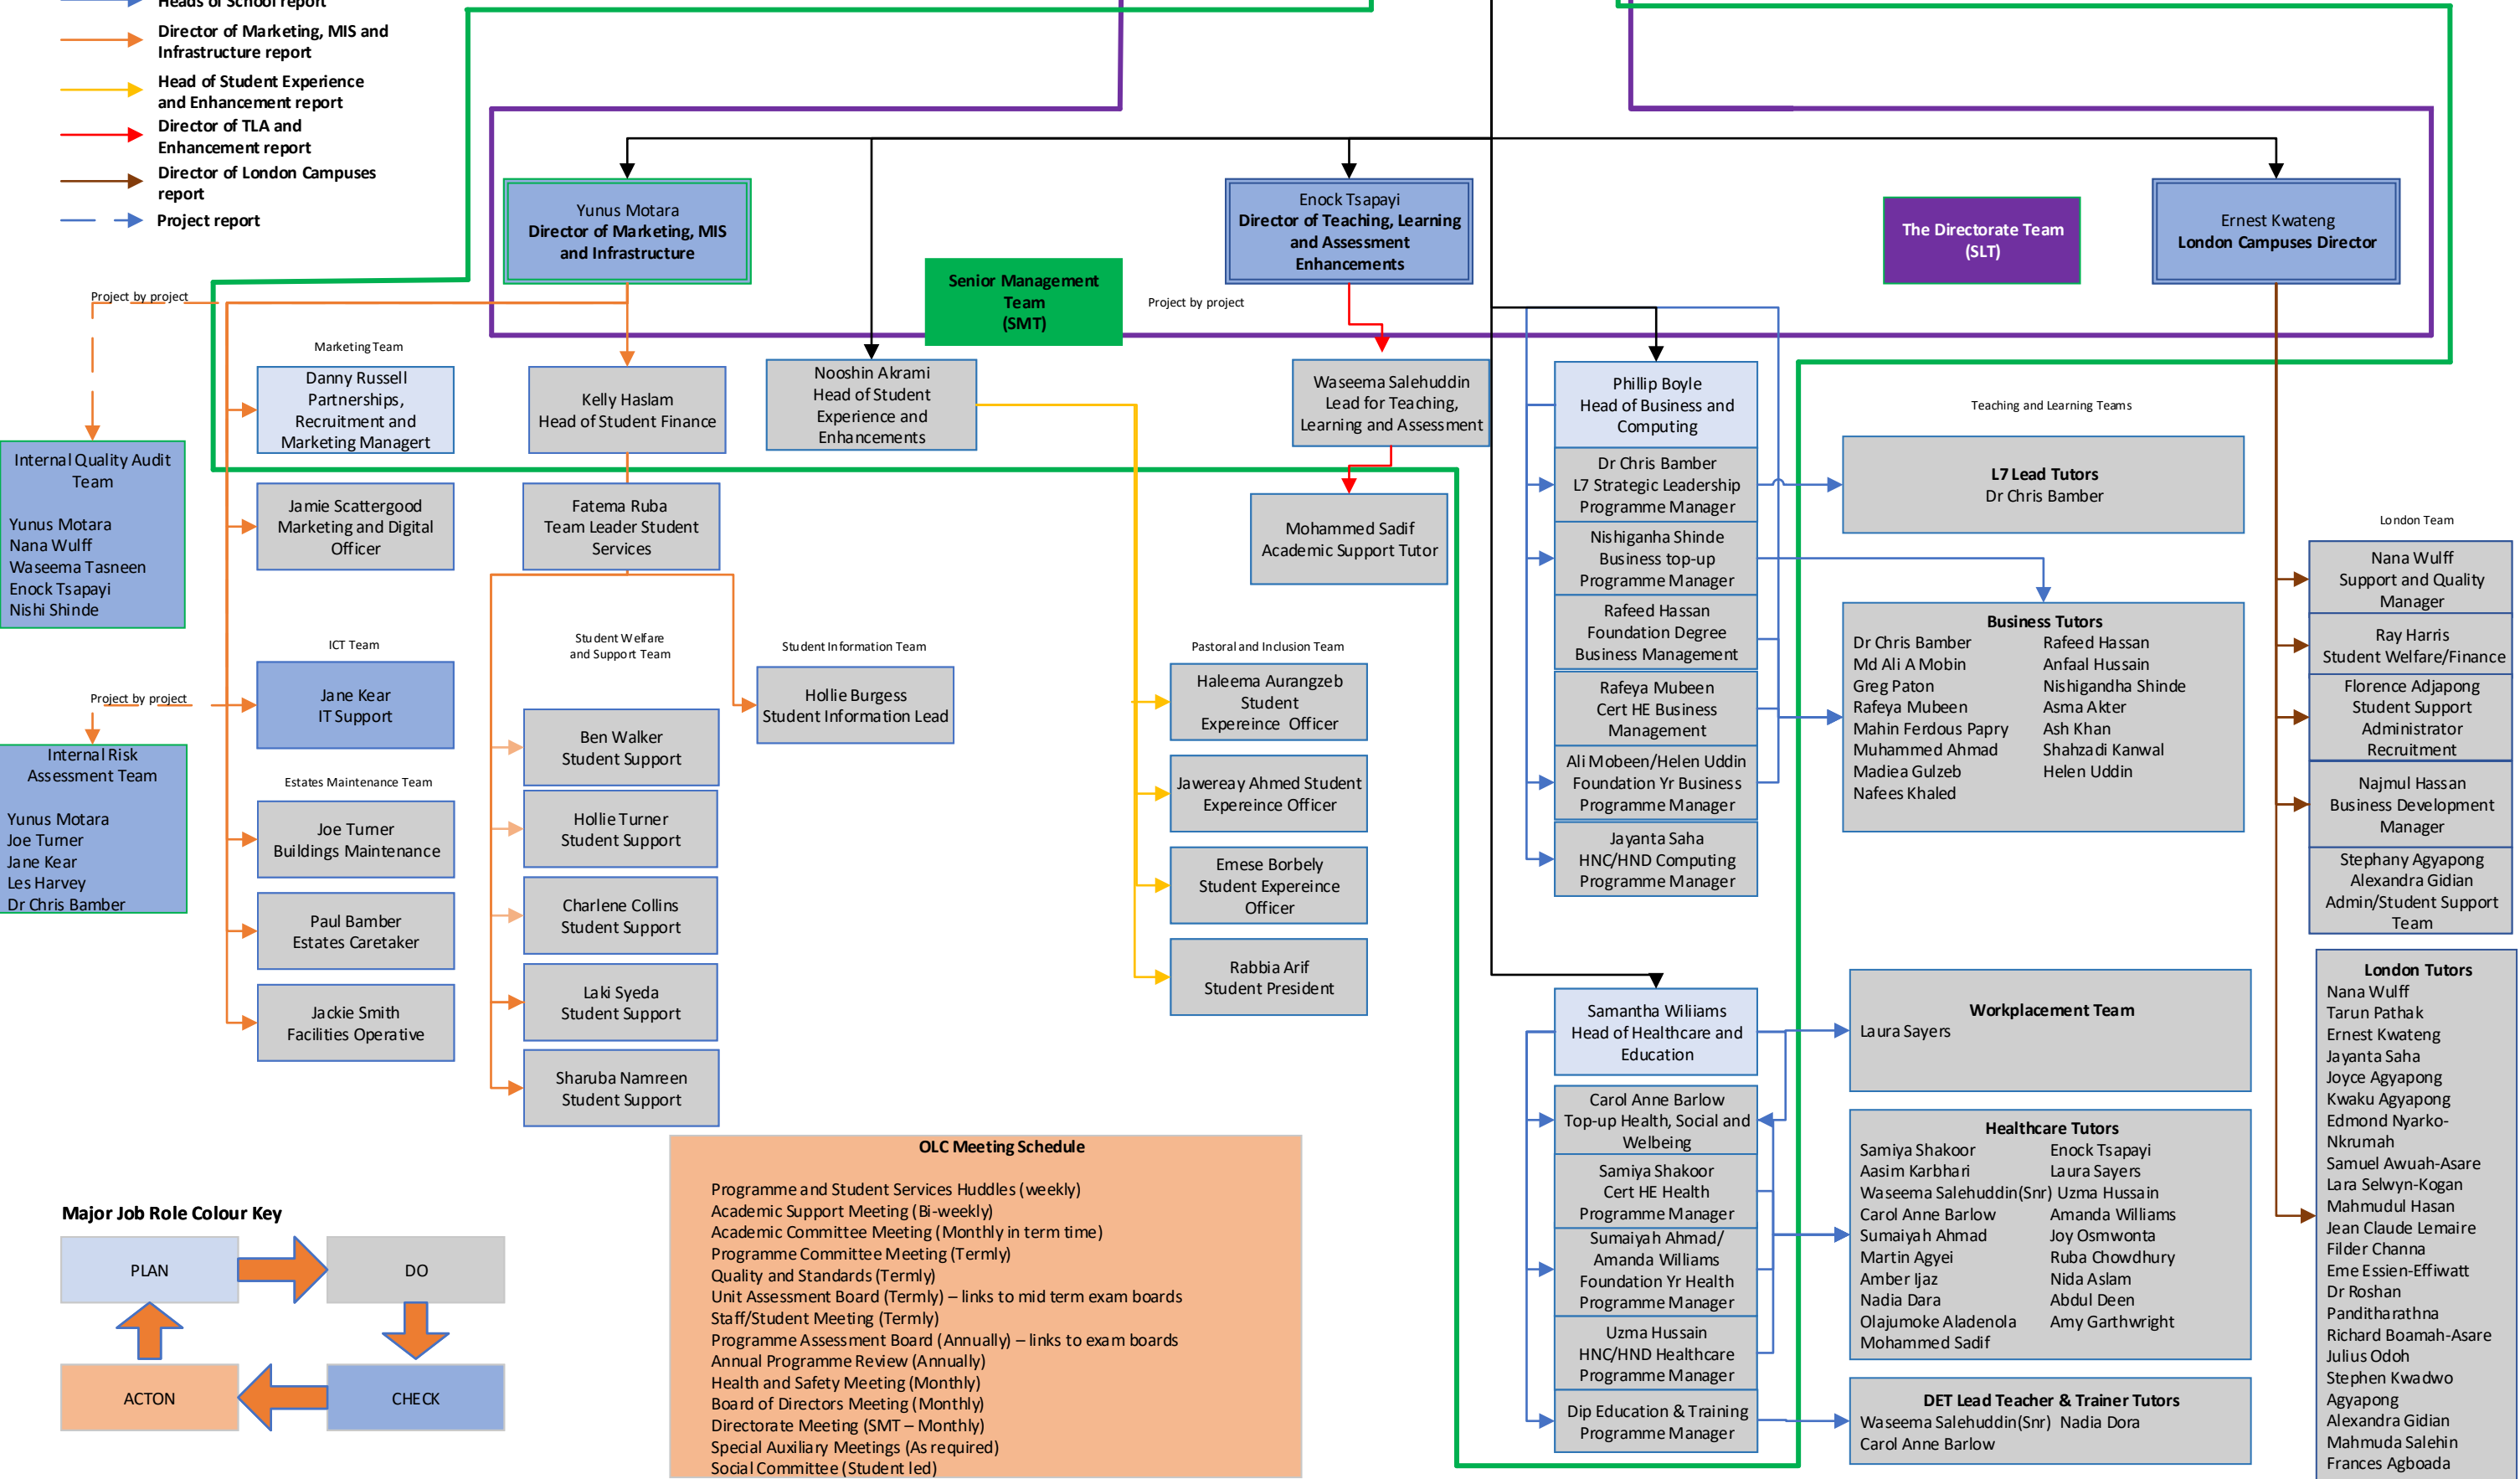 Heads of School report
Director of Marketing, MIS and
Infrastructure report
Head of Student Experience
and Enhancement report
Director of TLA and
Enhancement report
Director of London Campuses
report
Project report
Yunus Motara
Director of Marketing, MIS
and Infrastructure
Enock Tsapayi
Director of Teaching, Learning
and Assessment
Enhancements
The Directorate Team
(SLT)
Ernest Kwateng
London Campuses Director
Senior Management
Team
(SMT)
Project by project
Project by project
Marketing Team
Danny Russell
Partnerships,
Recruitment and
Marketing Managert
Kelly Haslam
Head of Student Finance
Nooshin Akrami
Head of Student
Experience and
Enhancements
Waseema Salehuddin
Lead for Teaching,
Learning and Assessment
Phillip Boyle
Head of Business and
Computing
Teaching and Learning Teams
Internal Quality Audit
Team
Yunus Motara
Nana Wulff
Waseema Tasneen
Enock Tsapayi
Nishi Shinde
Jamie Scattergood
Marketing and Digital
Officer
Fatema Ruba
Team Leader Student
Services
Mohammed Sadif
Academic Support Tutor
Dr Chris Bamber
L7 Strategic Leadership
Programme Manager
L7 Lead Tutors
Dr Chris Bamber
Nishiganha Shinde
Business top-up
Programme Manager
Rafeed Hassan
Foundation Degree
Business Management
Rafeya Mubeen
Cert HE Business
Management
Ali Mobeen/Helen Uddin
Foundation Yr Business
Programme Manager
Jayanta Saha
HNC/HND Computing
Programme Manager
Business Tutors
Dr Chris Bamber Rafeed Hassan
Md Ali A Mobin Anfaal Hussain
Greg Paton Nishigandha Shinde
Rafeya Mubeen Asma Akter
Mahin Ferdous Papry Ash Khan
Muhammed Ahmad Shahzadi Kanwal
Madiea Gulzeb Helen Uddin
Nafees Khaled
London Team
Nana Wulff
Support and Quality
Manager
Ray Harris
Student Welfare/Finance
Florence Adjapong
Student Support
Administrator
Recruitment
Najmul Hassan
Business Development
Manager
Stephany Agyapong
Alexandra Gidian
Admin/Student Support
Team
ICT Team
Jane Kear
IT Support
Project by project
Internal Risk
Assessment Team
Yunus Motara
Joe Turner
Jane Kear
Les Harvey
Dr Chris Bamber
Estates Maintenance Team
Joe Turner
Buildings Maintenance
Paul Bamber
Estates Caretaker
Jackie Smith
Facilities Operative
Student Welfare
and Support Team
Ben Walker
Student Support
Hollie Turner
Student Support
Charlene Collins
Student Support
Laki Syeda
Student Support
Sharuba Namreen
Student Support
Student Information Team
Hollie Burgess
Student Information Lead
Pastoral and Inclusion Team
Haleema Aurangzeb
Student
Expereince Officer
Jawereay Ahmed Student
Expereince Officer
Emese Borbely
Student Expereince
Officer
Rabbia Arif
Student President
Samantha Wiliiams
Head of Healthcare and
Education
Carol Anne Barlow
Top-up Health, Social and
Welbeing
Samiya Shakoor
Cert HE Health
Programme Manager
Sumaiyah Ahmad/
Amanda Williams
Foundation Yr Health
Programme Manager
Uzma Hussain
HNC/HND Healthcare
Programme Manager
Dip Education & Training
Programme Manager
Workplacement Team
Laura Sayers
Healthcare Tutors
Samiya Shakoor Enock Tsapayi
Aasim Karbhari Laura Sayers
Waseema Salehuddin(Snr) Uzma Hussain
Carol Anne Barlow Amanda Williams
Sumaiyah Ahmad Joy Osmwonta
Martin Agyei Ruba Chowdhury
Amber Ijaz Nida Aslam
Nadia Dara Abdul Deen
Olajumoke Aladenola Amy Garthwright
Mohammed Sadif
DET Lead Teacher & Trainer Tutors
Waseema Salehuddin(Snr) Nadia Dora
Carol Anne Barlow
London Tutors
Nana Wulff
Tarun Pathak
Ernest Kwateng
Jayanta Saha
Joyce Agyapong
Kwaku Agyapong
Edmond Nyarko-
Nkrumah
Samuel Awuah-Asare
Lara Selwyn-Kogan
Mahmudul Hasan
Jean Claude Lemaire
Filder Channa
Eme Essien-Effiwatt
Dr Roshan
Panditharathna
Richard Boamah-Asare
Julius Odoh
Stephen Kwadwo
Agyapong
Alexandra Gidian
Mahmuda Salehin
Frances Agboada
OLC Meeting Schedule
Programme and Student Services Huddles (weekly)
Academic Support Meeting (Bi-weekly)
Academic Committee Meeting (Monthly in term time)
Programme Committee Meeting (Termly)
Quality and Standards (Termly)
Unit Assessment Board (Termly) – links to mid term exam boards
Staff/Student Meeting (Termly)
Programme Assessment Board (Annually) – links to exam boards
Annual Programme Review (Annually)
Health and Safety Meeting (Monthly)
Board of Directors Meeting (Monthly)
Directorate Meeting (SMT – Monthly)
Special Auxiliary Meetings (As required)
Social Committee (Student led)
Major Job Role Colour Key
PLAN
DO
ACTON
CHECK